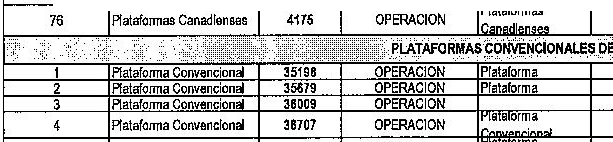 76 Plataformas Canadienses 4175 OPERACION Plataformas
Canadienses
PLATAFORMAS CONVENCIONALES DE
1 Plataforma Convencional 35198 OPERACION Plataforma
2 Plataforma Convencional 35679 OPERACION Plataforma
3 Plataforma Convencional 36009 OPERACION
4 Plataforma Convencional 36707 OPERACION Plataforma
Convencional